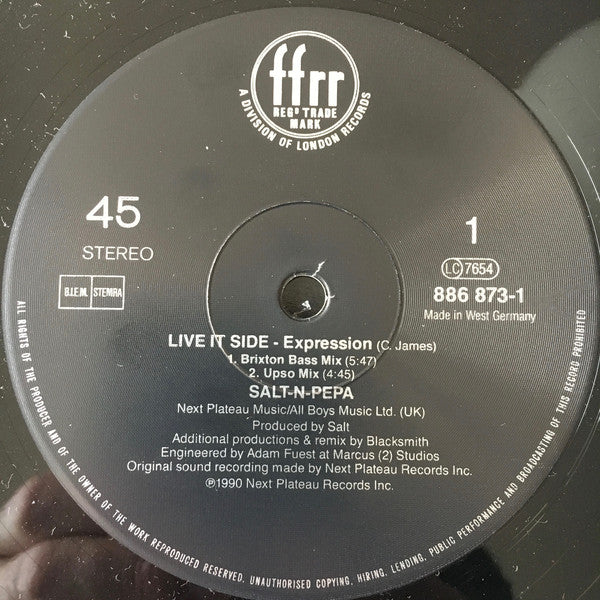 ffrr
REGD TRADE
MARK
A DIVISION OF LONDON RECORDS
45
STEREO
1
B.I.E.M. STEMRA
LC 7654
886 873-1
Made in West Germany
LIVE IT SIDE - Expression (C. James)
1. Brixton Bass Mix (5:47)
2. Upso Mix (4:45)
SALT-N-PEPA
Next Plateau Music/All Boys Music Ltd. (UK)
Produced by Salt
Additional productions & remix by Blacksmith
Engineered by Adam Fuest at Marcus (2) Studios
Original sound recording made by Next Plateau Records Inc.
℗1990 Next Plateau Records Inc.
ALL RIGHTS OF THE PRODUCER AND OF THE OWNER OF THE WORK REPRODUCED RESERVED. UNAUTHORISED COPYING, HIRING, LENDING, PUBLIC PERFORMANCE AND BROADCASTING OF THIS RECORD PROHIBITED